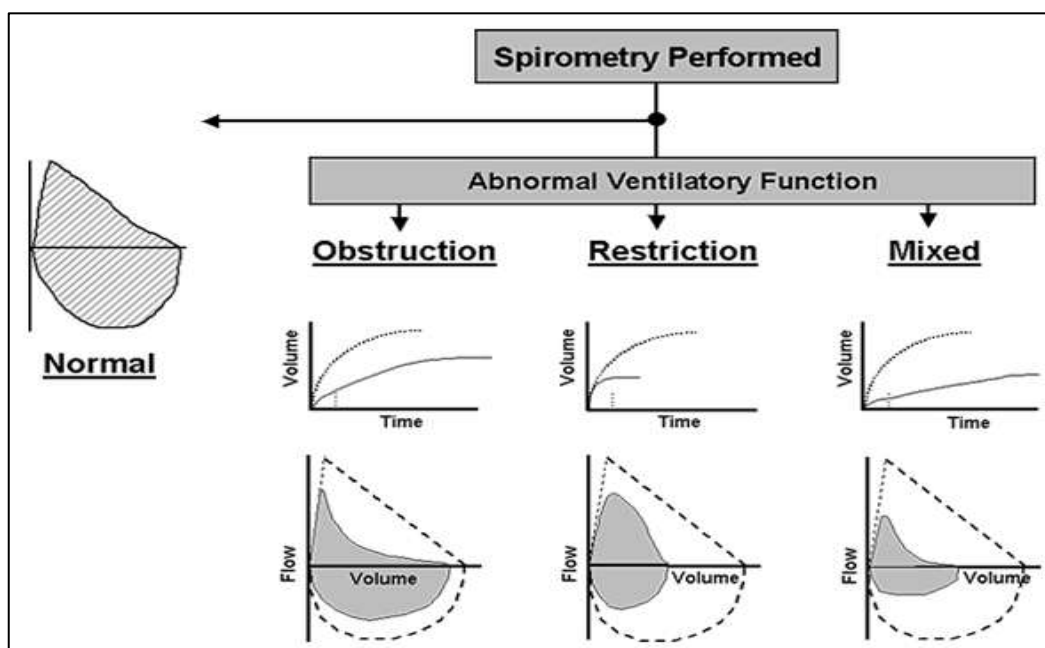 Spirometry Performed
Abnormal Ventilatory Function
Obstruction
Restriction
Mixed
Normal
Volume
Time
Volume
Time
Volume
Time
Flow
Volume
Flow
Volume
Flow
Volume